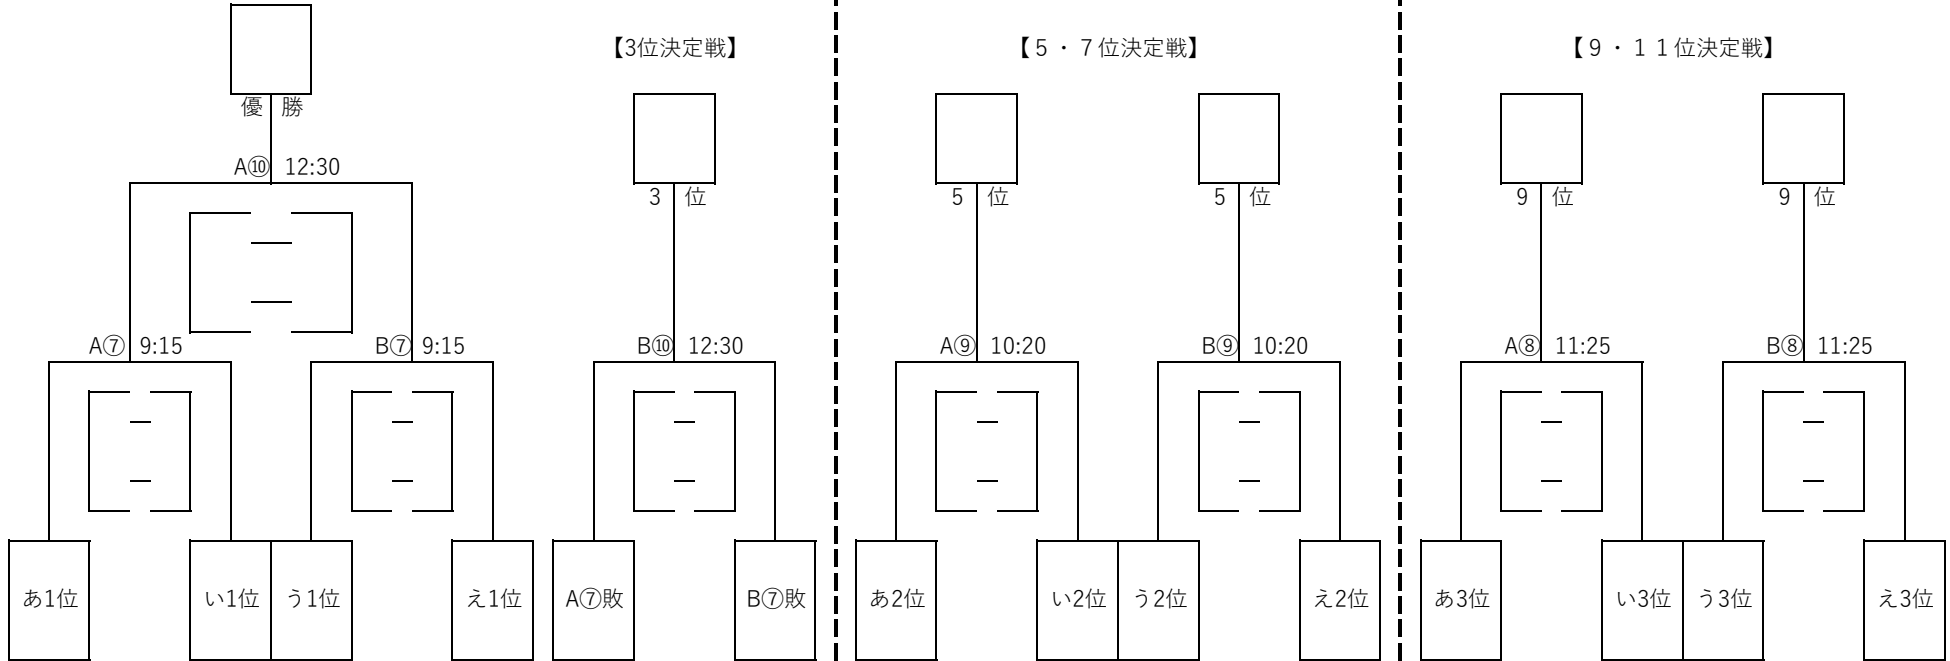 【3位決定戦】
【５・７位決定戦】
【９・１１位決定戦】
優 勝
A⑩ 12:30
3 位
5 位
5 位
9 位
9 位
A⑦ 9:15
B⑦ 9:15
B⑩ 12:30
A⑨ 10:20
B⑨ 10:20
A⑧ 11:25
B⑧ 11:25
あ1位
い1位
う1位
え1位
A⑦敗
B⑦敗
あ2位
い2位
う2位
え2位
あ3位
い3位
う3位
え3位